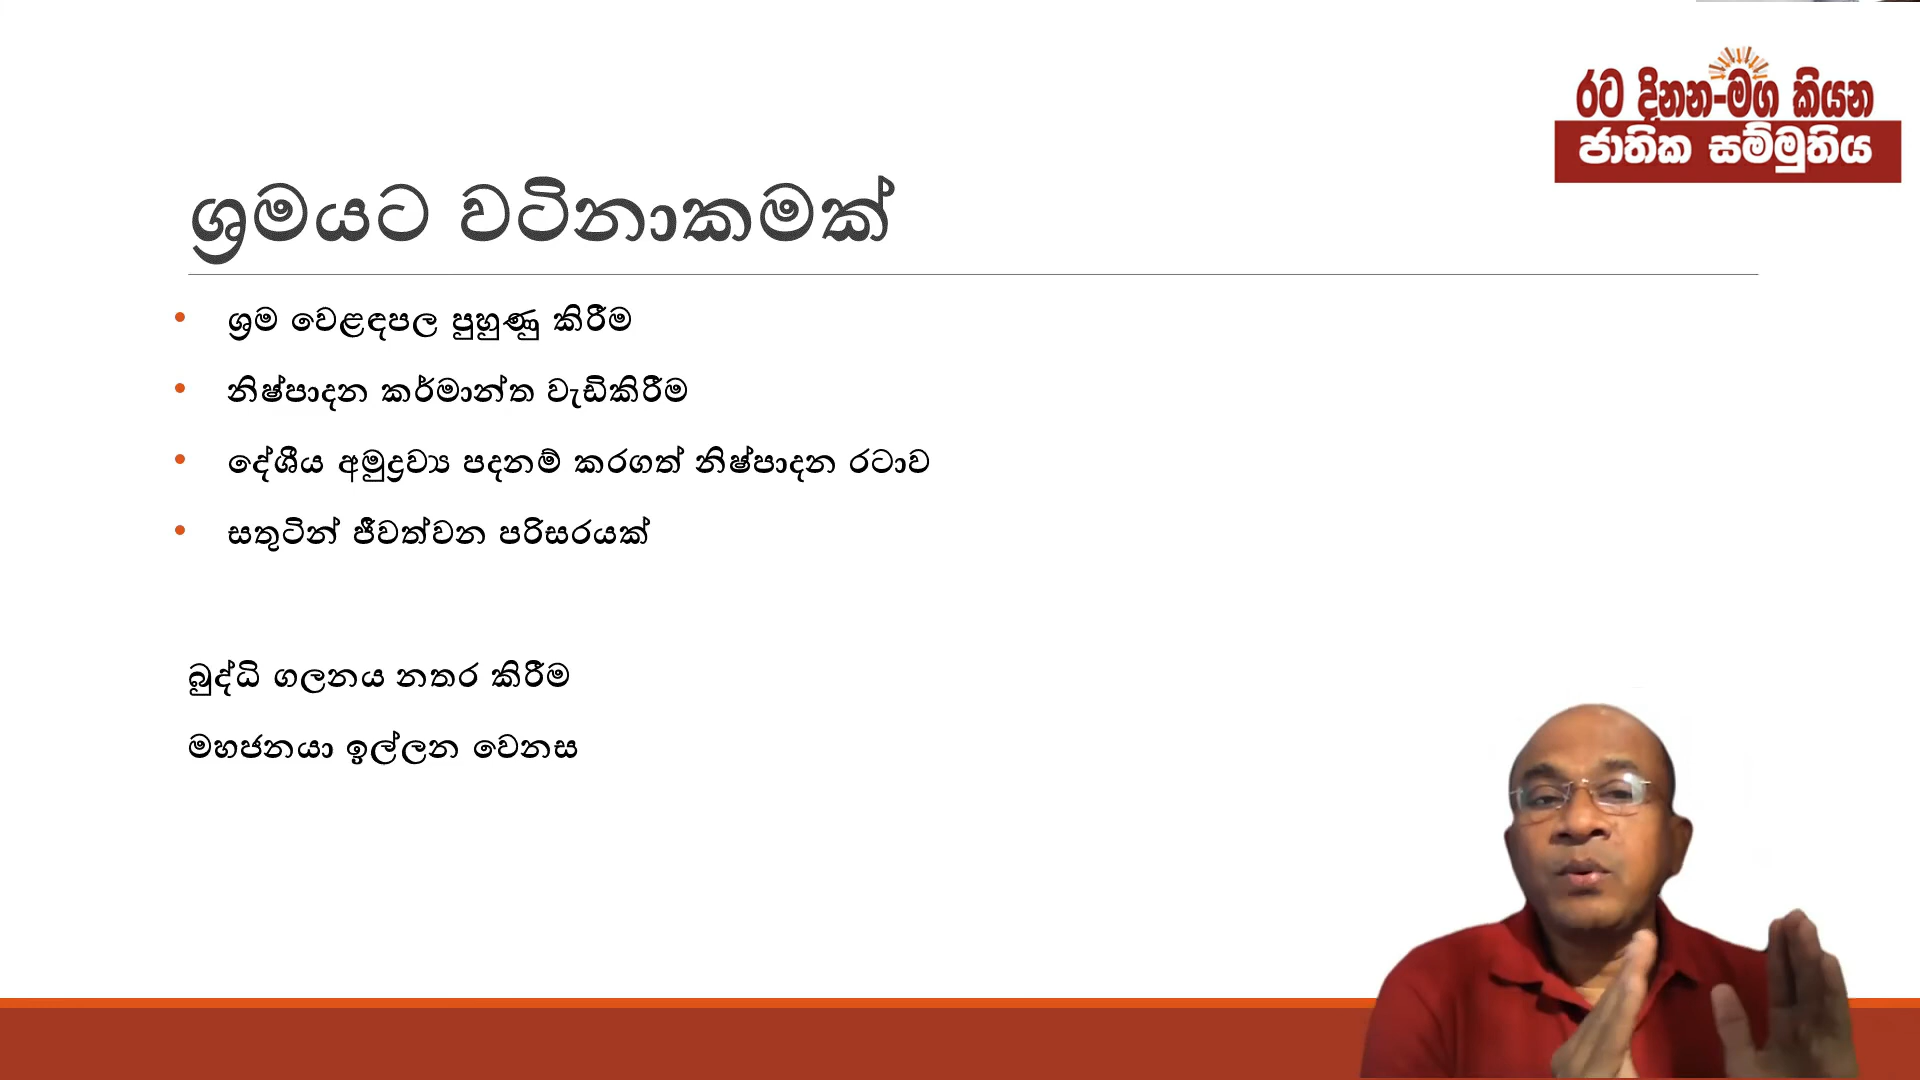 රට දිනන-මග කියන
ජාතික සම්මුතිය
ශ්‍රමයට වටිනාකමක්
• ශ්‍රම වෙළඳපල පුහුණු කිරීම
• නිෂ්පාදන කර්මාන්ත වැඩිකිරීම
• දේශීය අමුද්‍රව්‍ය පදනම් කරගත් නිෂ්පාදන රටාව
• සතුටින් ජීවත්වන පරිසරයක්
බුද්ධි ගලනය නතර කිරීම
මහජනයා ඉල්ලන වෙනස